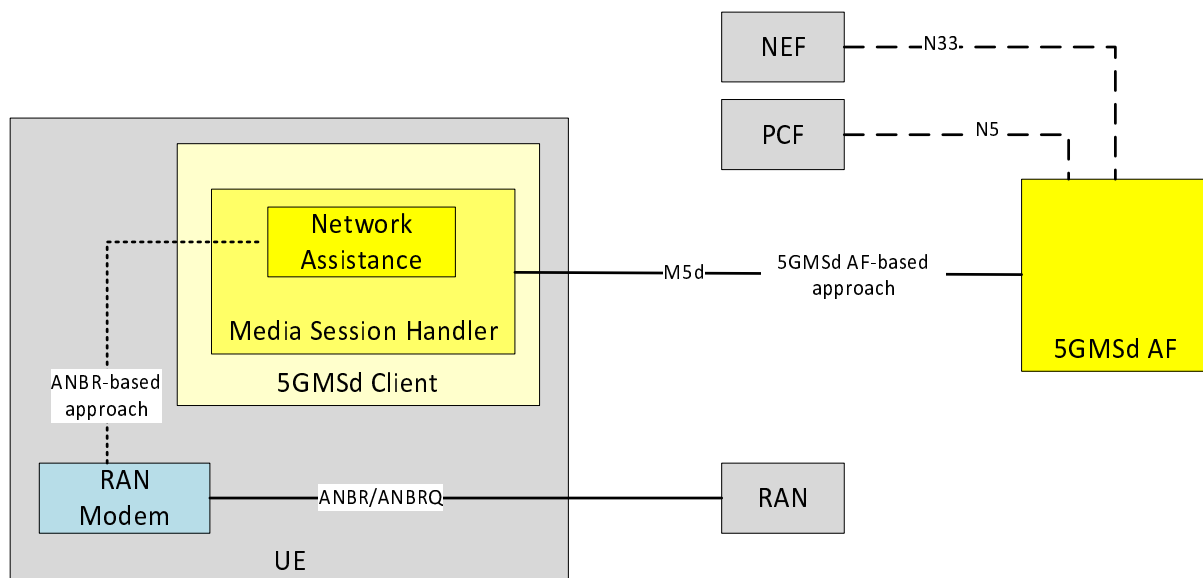 NEF
N33
PCF
N5
Network
Assistance
Media Session Handler
5GMSd Client
M5d
5GMSd AF-based
approach
5GMSd AF
ANBR-based
approach
RAN
Modem
ANBR/ANBRQ
RAN
UE